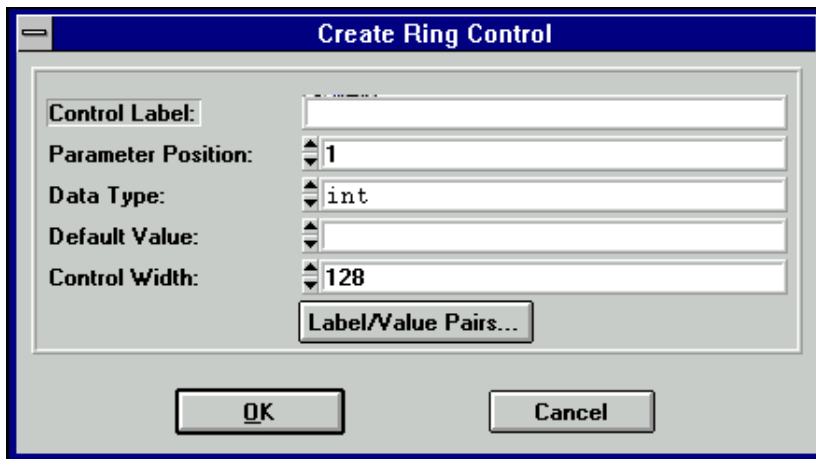 Create Ring Control
Control Label:
Parameter Position: 1
Data Type: int
Default Value:
Control Width: 128
Label/Value Pairs...
OK Cancel